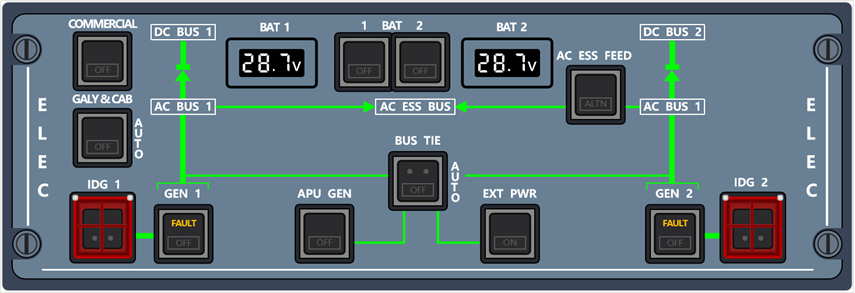 COMMERCIAL
OFF
DC BUS 1
BAT 1
28.7v
1 BAT 2
OFF OFF
BAT 2
28.7v
DC BUS 2
AC ESS FEED
ALTN
GALY & CAB
OFF
AUTO
AC BUS 1
AC ESS BUS
AC BUS 1
ELEC
ELEC
BUS TIE
OFF
AUTO
IDG 1
GEN 1
FAULT
OFF
APU GEN
OFF
EXT PWR
ON
GEN 2
FAULT
OFF
IDG 2